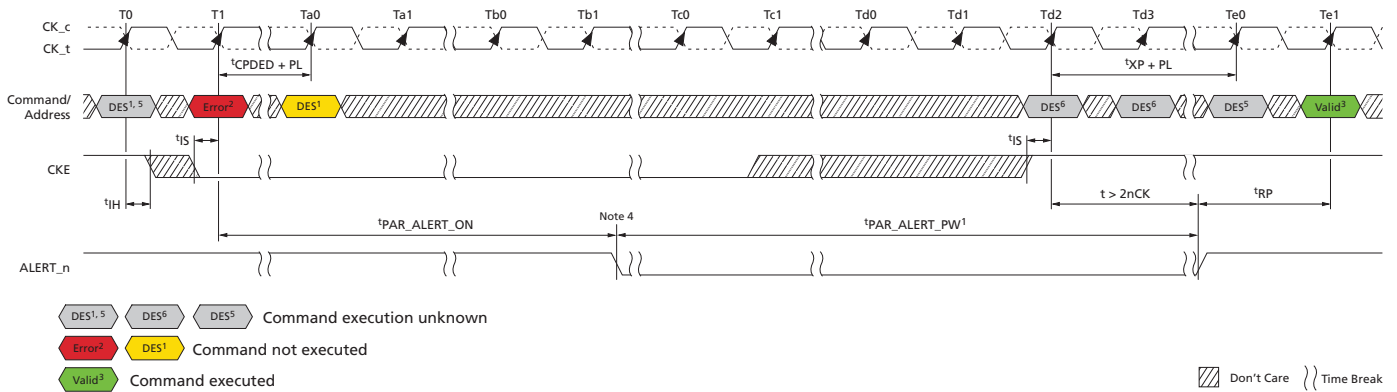 T0 T1 Ta0 Ta1 Tb0 Tb1 Tc0 Tc1 Td0 Td1 Td2 Td3 Te0 Te1
CK_c
CK_t
tCPDED + PL
tXP + PL
Command/
Address
DES1, 5
Error2
DES1
DES6
DES6
DES5
Valid3
tIS
tIS
CKE
tIH
t > 2nCK
tRP
Note 4
tPAR_ALERT_ON
tPAR_ALERT_PW1
ALERT_n
DES1, 5 DES6 DES5 Command execution unknown
Error2 DES1 Command not executed
Valid3 Command executed
Don't Care
Time Break